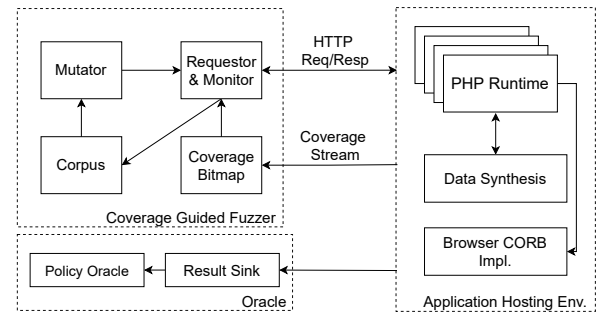 Mutator
Requestor
& Monitor
Corpus
Coverage
Bitmap
Coverage Guided Fuzzer
HTTP
Req/Resp
Coverage
Stream
PHP Runtime
Data Synthesis
Browser CORB
Impl.
Application Hosting Env.
Policy Oracle
Result Sink
Oracle